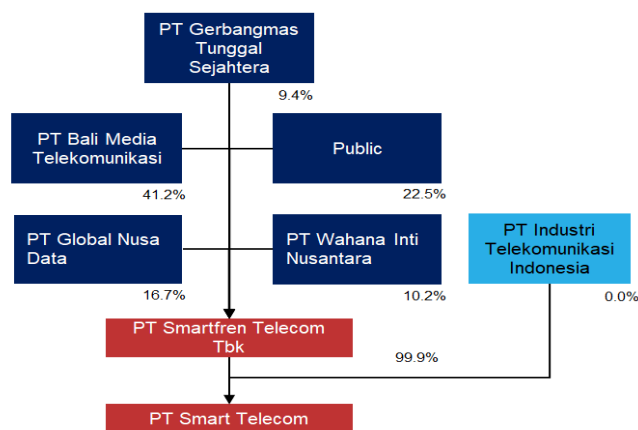 PT Gerbangmas
Tunggal
Sejahtera
9.4%
PT Bali Media
Telekomunikasi
41.2%
Public
22.5%
PT Global Nusa
Data
16.7%
PT Wahana Inti
Nusantara
10.2%
PT Industri
Telekomunikasi
Indonesia
0.0%
PT Smartfren Telecom
Tbk
99.9%
PT Smart Telecom